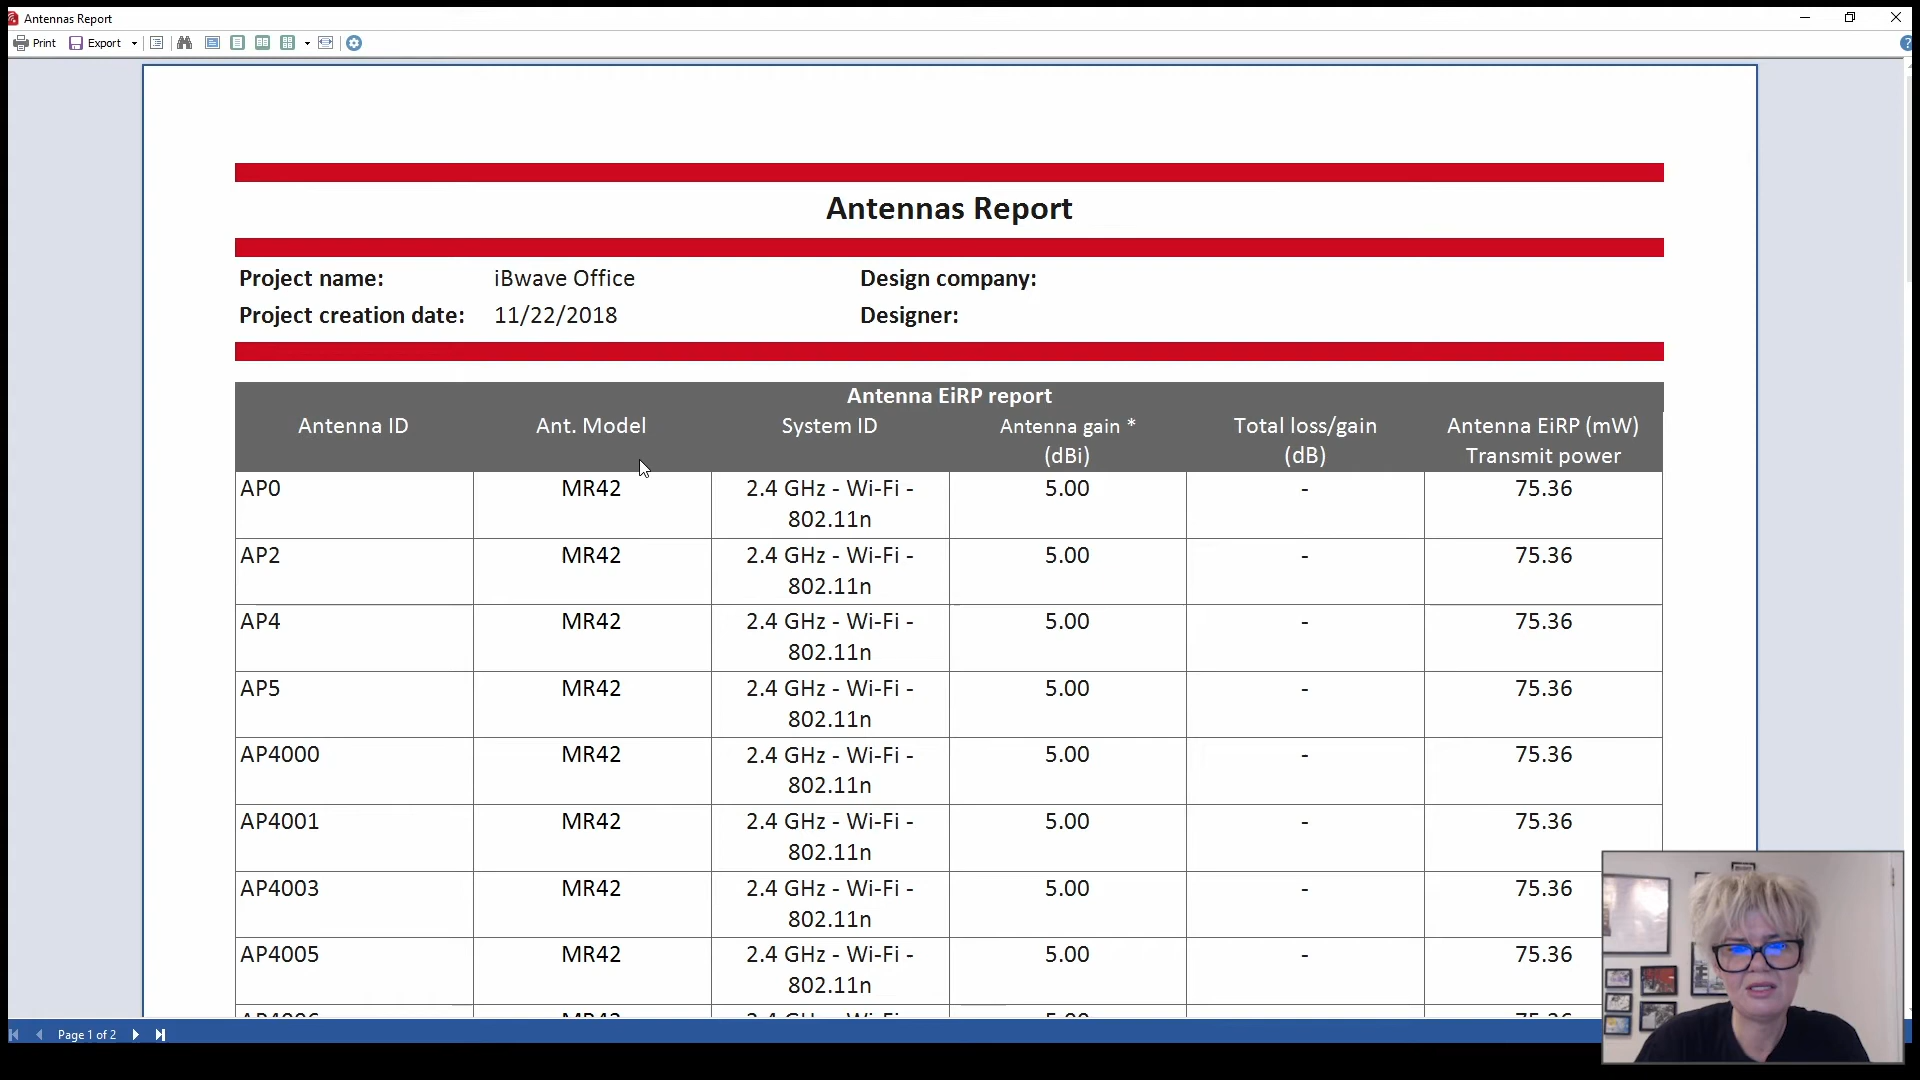 Antennas Report
Print Export
Antennas Report
Project name: iBwave Office Design company:
Project creation date: 11/22/2018 Designer:
Antenna EiRP report
Antenna ID Ant. Model System ID Antenna gain * Total loss/gain Antenna EiRP (mW)
(dBi) (dB) Transmit power
AP0 MR42 2.4 GHz - Wi-Fi - 5.00 - 75.36
802.11n
AP2 MR42 2.4 GHz - Wi-Fi - 5.00 - 75.36
802.11n
AP4 MR42 2.4 GHz - Wi-Fi - 5.00 - 75.36
802.11n
AP5 MR42 2.4 GHz - Wi-Fi - 5.00 - 75.36
802.11n
AP4000 MR42 2.4 GHz - Wi-Fi - 5.00 - 75.36
802.11n
AP4001 MR42 2.4 GHz - Wi-Fi - 5.00 - 75.36
802.11n
AP4003 MR42 2.4 GHz - Wi-Fi - 5.00 - 75.36
802.11n
AP4005 MR42 2.4 GHz - Wi-Fi - 5.00 - 75.36
802.11n
Page 1 of 2